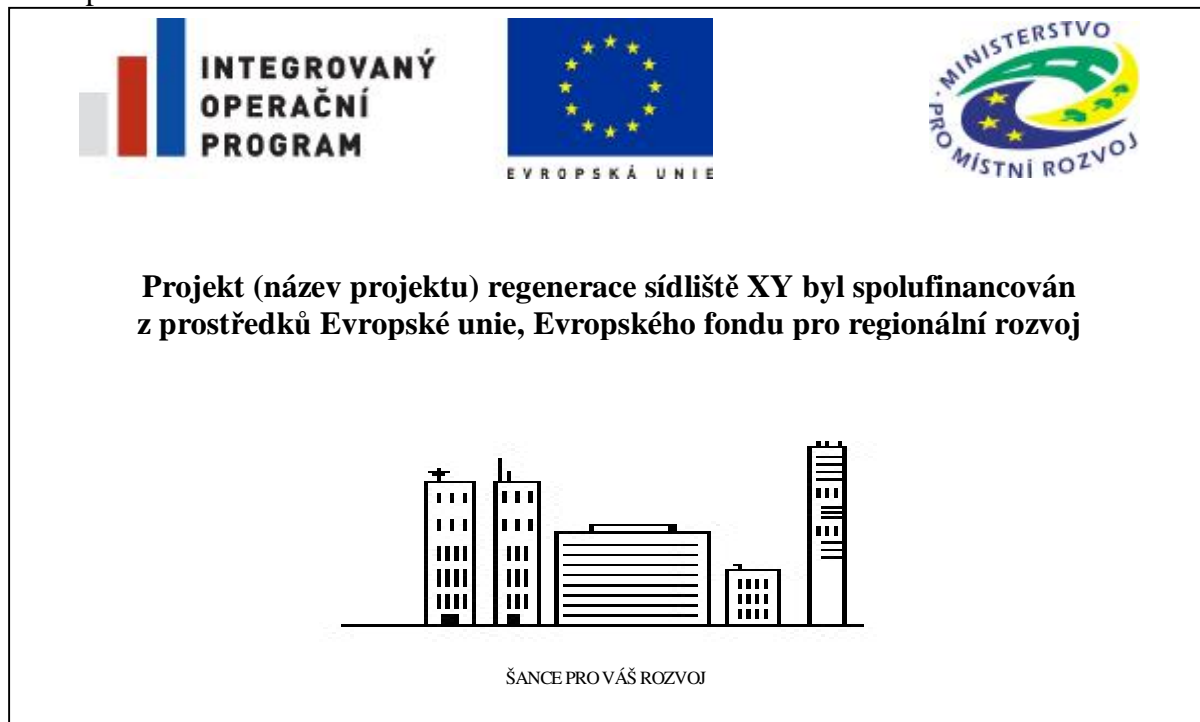 INTEGROVANÝ
OPERAČNÍ
PROGRAM
EVROPSKÁ UNIE
MINISTERSTVO
PRO MÍSTNÍ ROZVOJ
Projekt (název projektu) regenerace sídliště XY byl spolufinancován
z prostředků Evropské unie, Evropského fondu pro regionální rozvoj
ŠANCE PRO VÁŠ ROZVOJ